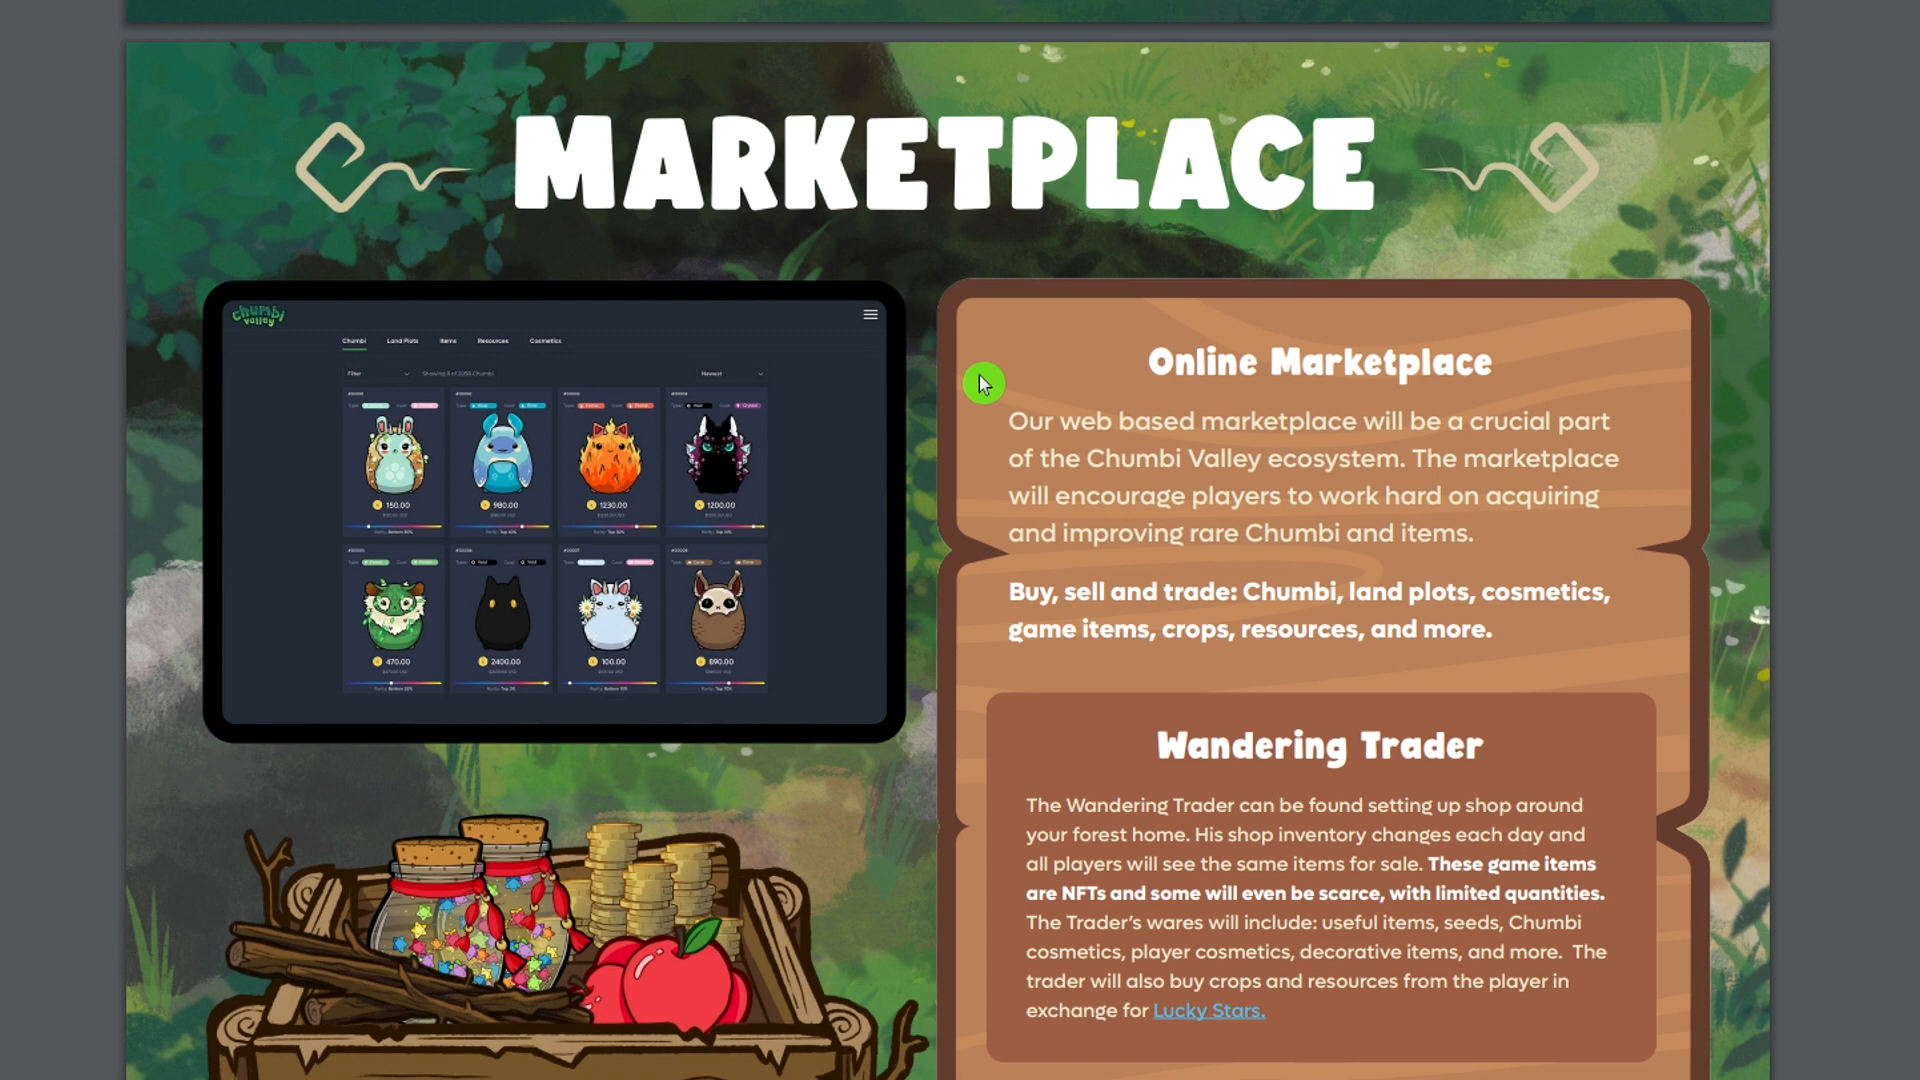 MARKETPLACE
chumbi
valley
Chumbi Land Plots Items Resources Cosmetics
Filter Showing 8 of 2050 Chumbi Newest
150.00 980.00 1230.00 1200.00
470.00 2400.00 100.00 890.00
Online Marketplace
Our web based marketplace will be a crucial part
of the Chumbi Valley ecosystem. The marketplace
will encourage players to work hard on acquiring
and improving rare Chumbi and items.
Buy, sell and trade: Chumbi, land plots, cosmetics,
game items, crops, resources, and more.
Wandering Trader
The Wandering Trader can be found setting up shop around
your forest home. His shop inventory changes each day and
all players will see the same items for sale. These game items
are NFTs and some will even be scarce, with limited quantities.
The Trader’s wares will include: useful items, seeds, Chumbi
cosmetics, player cosmetics, decorative items, and more. The
trader will also buy crops and resources from the player in
exchange for Lucky Stars.